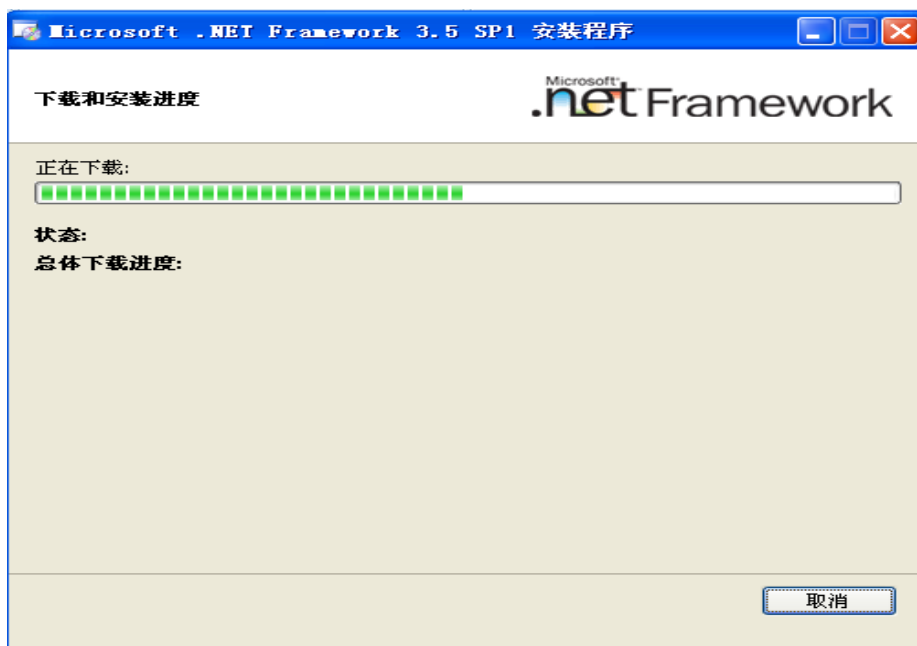 Microsoft .NET Framework 3.5 SP1 安装程序
下载和安装进度
Microsoft
.net Framework
正在下载:
状态:
总体下载进度:
取消